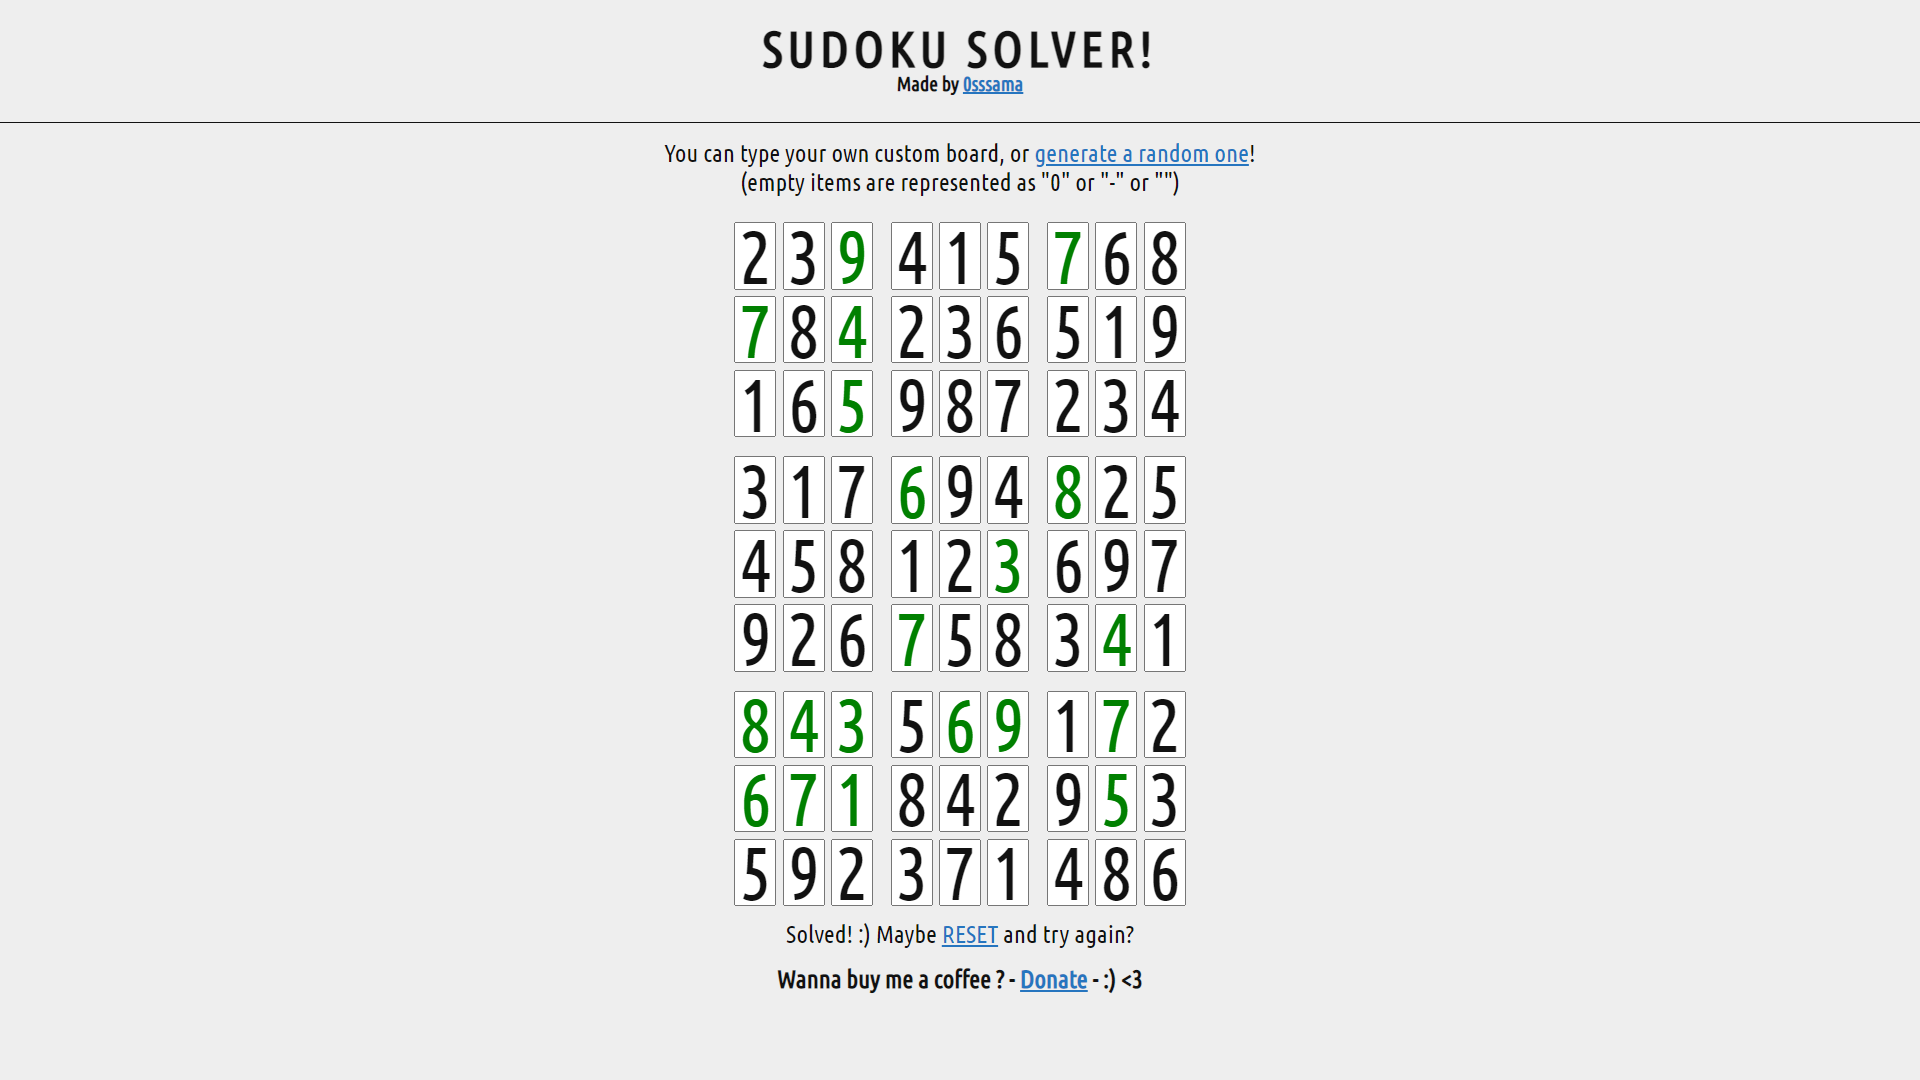 SUDOKU SOLVER!
Made by 0sssama
You can type your own custom board, or generate a random one!
(empty items are represented as "0" or "-" or "")
2 3 9 4 1 5 7 6 8
7 8 4 2 3 6 5 1 9
1 6 5 9 8 7 2 3 4
3 1 7 6 9 4 8 2 5
4 5 8 1 2 3 6 9 7
9 2 6 7 5 8 3 4 1
8 4 3 5 6 9 1 7 2
6 7 1 8 4 2 9 5 3
5 9 2 3 7 1 4 8 6
Solved! :) Maybe RESET and try again?
Wanna buy me a coffee ? - Donate - :) <3